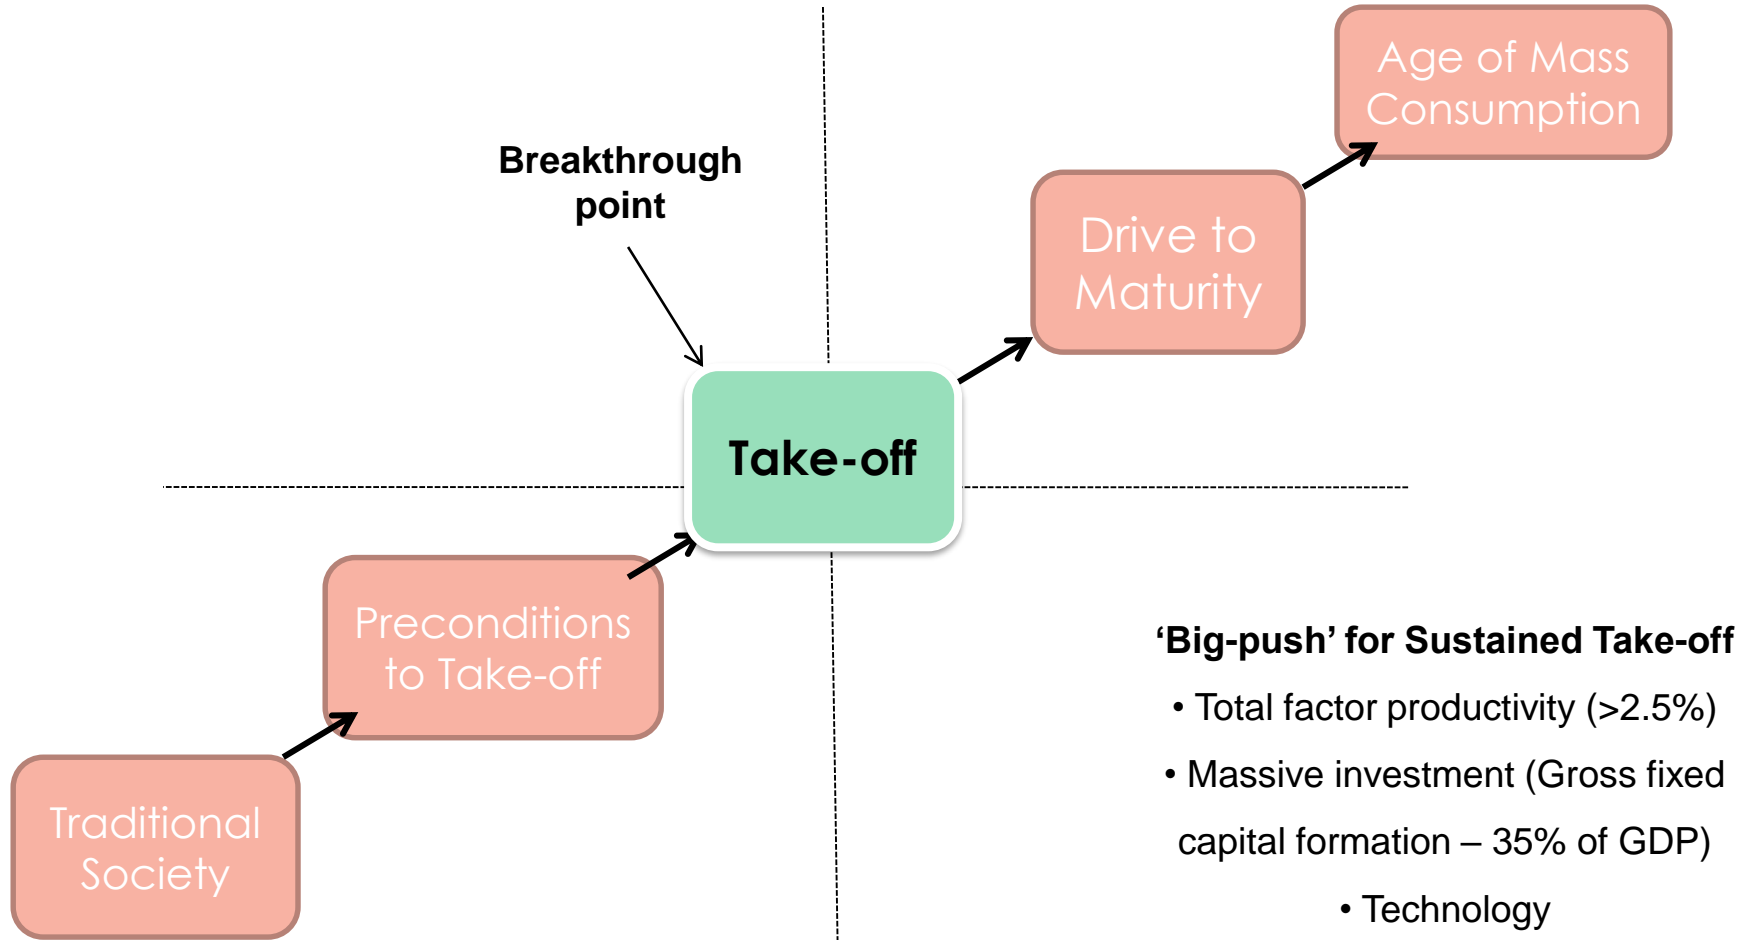 Age of Mass
Consumption
Breakthrough
point
Drive to
Maturity
Take-off
Preconditions
to Take-off
Traditional
Society
‘Big-push’ for Sustained Take-off
• Total factor productivity (>2.5%)
• Massive investment (Gross fixed
capital formation – 35% of GDP)
• Technology